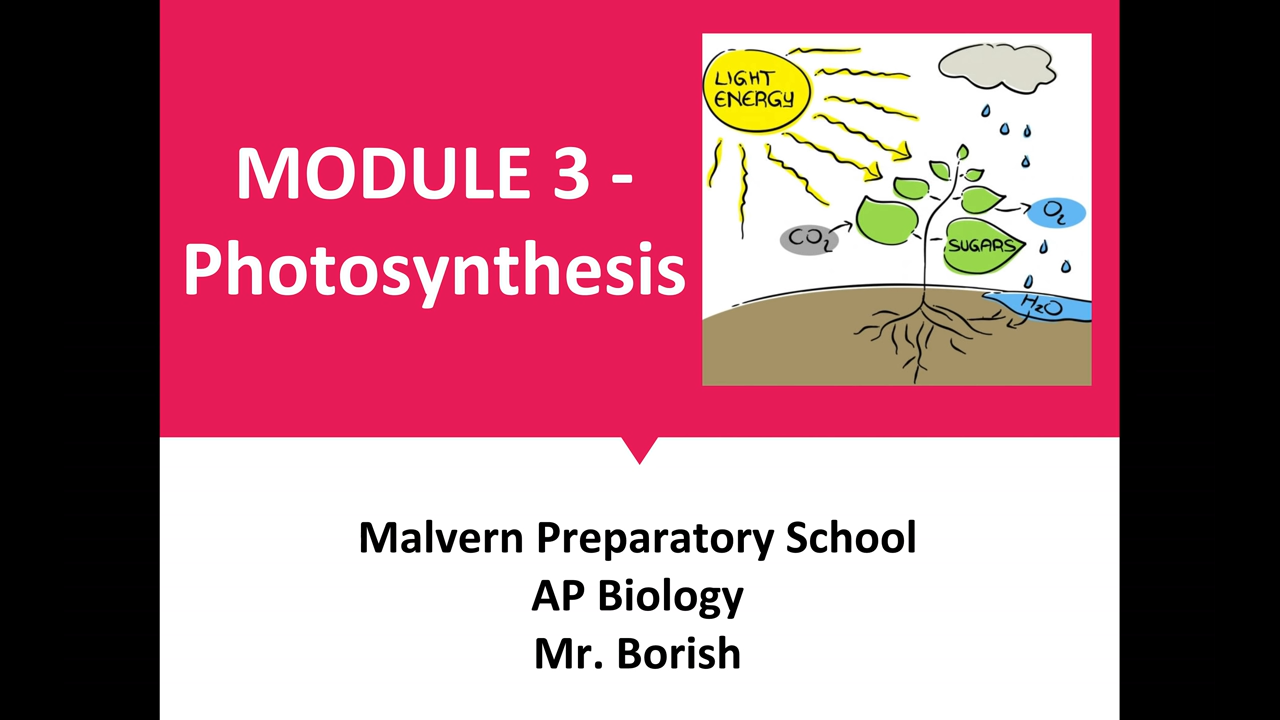 MODULE 3 -
Photosynthesis
LIGHT
ENERGY
CO₂
O₂
SUGARS
H₂O
Malvern Preparatory School
AP Biology
Mr. Borish